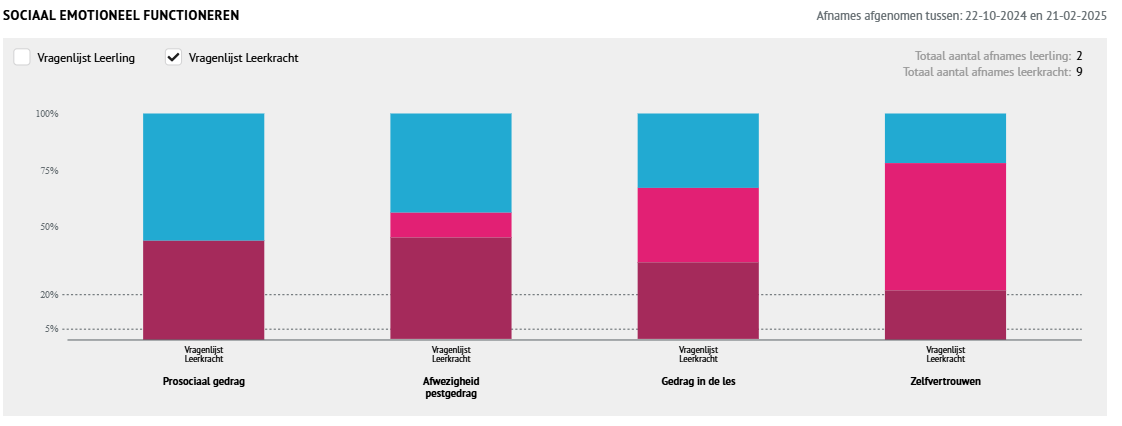 SOCIAAL EMOTIONEEL FUNCTIONEREN
Afnames afgenomen tussen: 22-10-2024 en 21-02-2025
Vragenlijst Leerling
Vragenlijst Leerkracht
Totaal aantal afnames leerling: 2
Totaal aantal afnames leerkracht: 9
100%
75%
50%
20%
5%
Vragenlijst
Leerkracht
Vragenlijst
Leerkracht
Vragenlijst
Leerkracht
Vragenlijst
Leerkracht
Prosociaal gedrag
Afwezigheid
pestgedrag
Gedrag in de les
Zelfvertrouwen